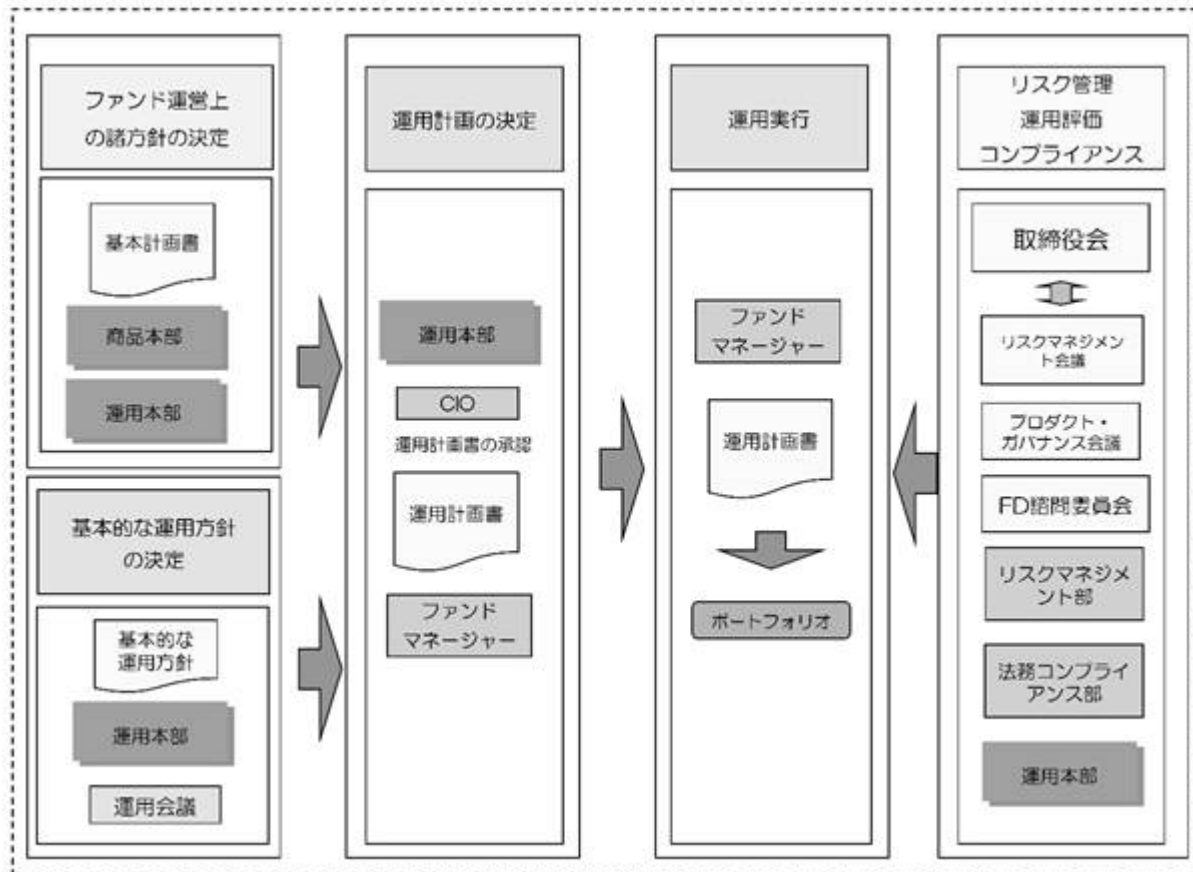 ファンド運営上
の諸方針の決定
基本計画書
商品本部
運用本部
基本的な運用方針
の決定
基本的な
運用方針
運用本部
運用会議
運用計画の決定
運用本部
CIO
運用計画書の承認
運用計画書
ファンド
マネージャー
運用実行
ファンド
マネージャー
運用計画書
ポートフォリオ
リスク管理
運用評価
コンプライアンス
取締役会
リスクマネジメン
ト会議
プロダクト・
ガバナンス会議
FD諮問委員会
リスクマネジメ
ント部
法務コンプライ
アンス部
運用本部